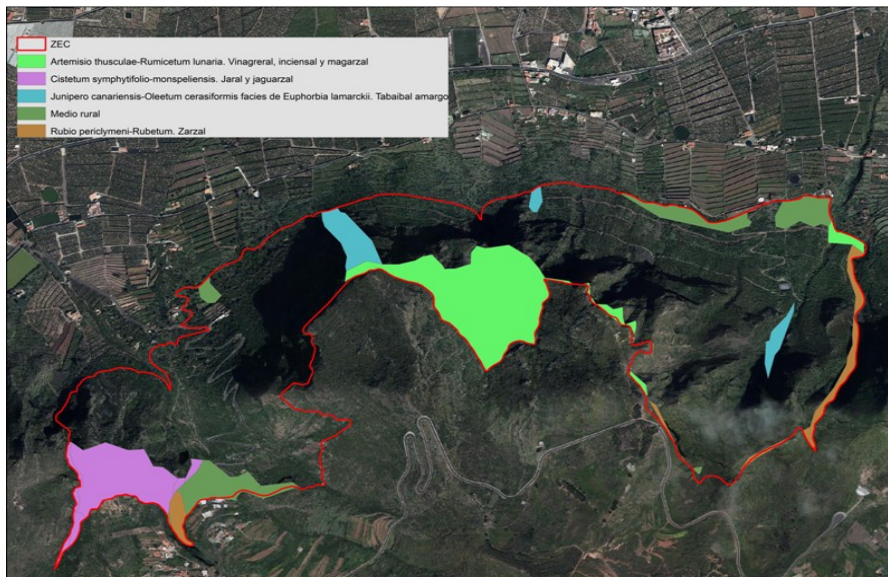 ZEC
Artemisio thusculae-Rumicetum lunaria. Vinagreral, inciensal y magarzal
Cistetum symphytifolio-monspeliensis. Jaral y jaguarzal
Junipero canariensis-Oleetum cerasiformis facies de Euphorbia lamarckii. Tabaibal amargo
Medio rural
Rubio periclymeni-Rubetum. Zarzal